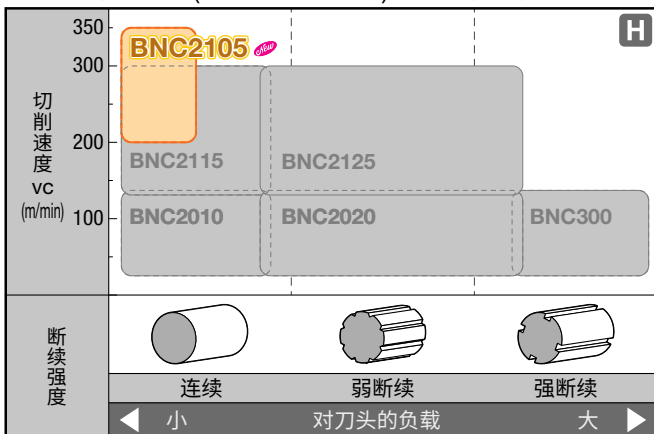 350
BNC2105 New
H
300
切削速度
vc
(m/min)
200
BNC2115
BNC2125
100
BNC2010
BNC2020
BNC300
断续强度
连续
弱断续
强断续
小
对刀头的负载
大